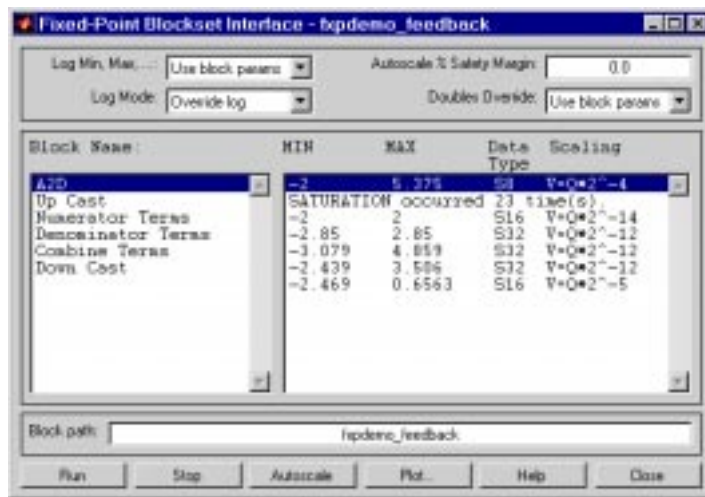 Fixed-Point Blockset Interface - fxpdemo_feedback
Log Min, Max,...: Use block params Autoscale % Safety Margin: 0.0
Log Mode: Override log Doubles Override: Use block params
Block Name: MIN MAX Data Type Scaling
A2D -2 5.375 S8 V=Q*2^-4
Up Cast SATURATION occurred 23 time(s).
Numerator Terms -2 2 S16 V=Q*2^-14
Denominator Terms -2.85 2.85 S32 V=Q*2^-12
Combine Terms -3.079 4.859 S32 V=Q*2^-12
Down Cast -2.439 3.506 S32 V=Q*2^-12
-2.469 0.6563 S16 V=Q*2^-5
Block path: fxpdemo_feedback
Run Stop Autoscale Plot... Help Close